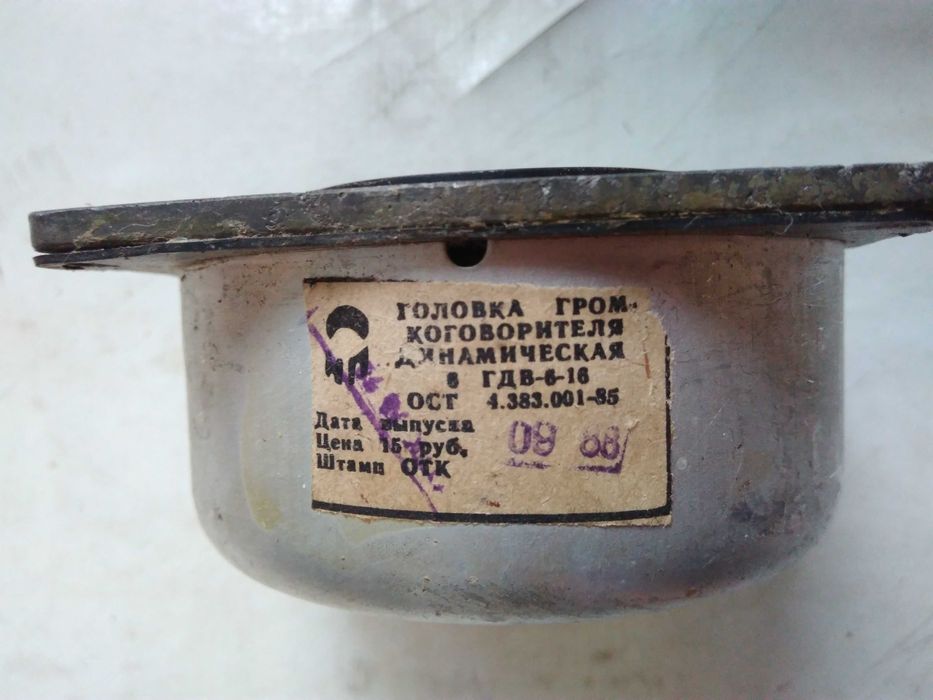 ГОЛОВКА ГРОМ-
КОГОВОРИТЕЛЯ
ДИНАМИЧЕСКАЯ
6 ГДВ-6-16
ОСТ 4.383.001-85
Дата выпуска 09 88
Цена 15 руб.
Штамп ОТК